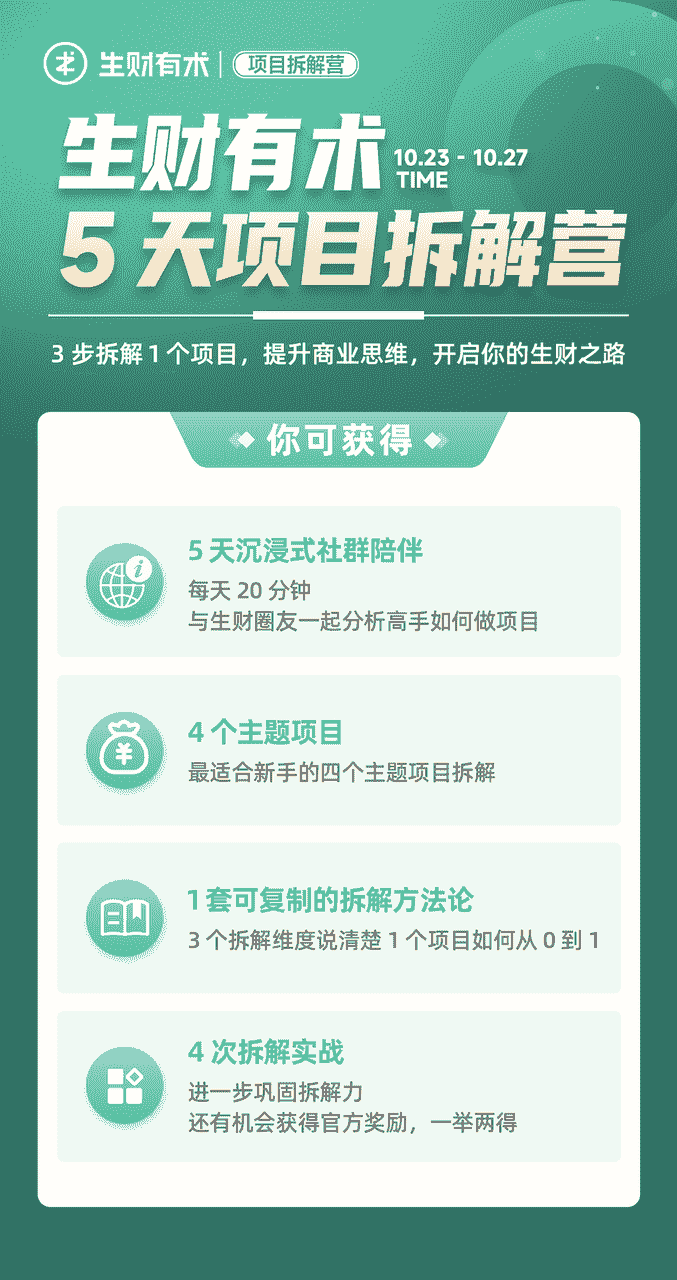 生财有术 | 项目拆解营
生财有术
10.23 - 10.27
TIME
5 天项目拆解营
3 步拆解 1 个项目，提升商业思维，开启你的生财之路
你可获得
5 天沉浸式社群陪伴
每天 20 分钟
与生财圈友一起分析高手如何做项目
4 个主题项目
最适合新手的四个主题项目拆解
1 套可复制的拆解方法论
3 个拆解维度说清楚 1 个项目如何从 0 到 1
4 次拆解实战
进一步巩固拆解力
还有机会获得官方奖励，一举两得